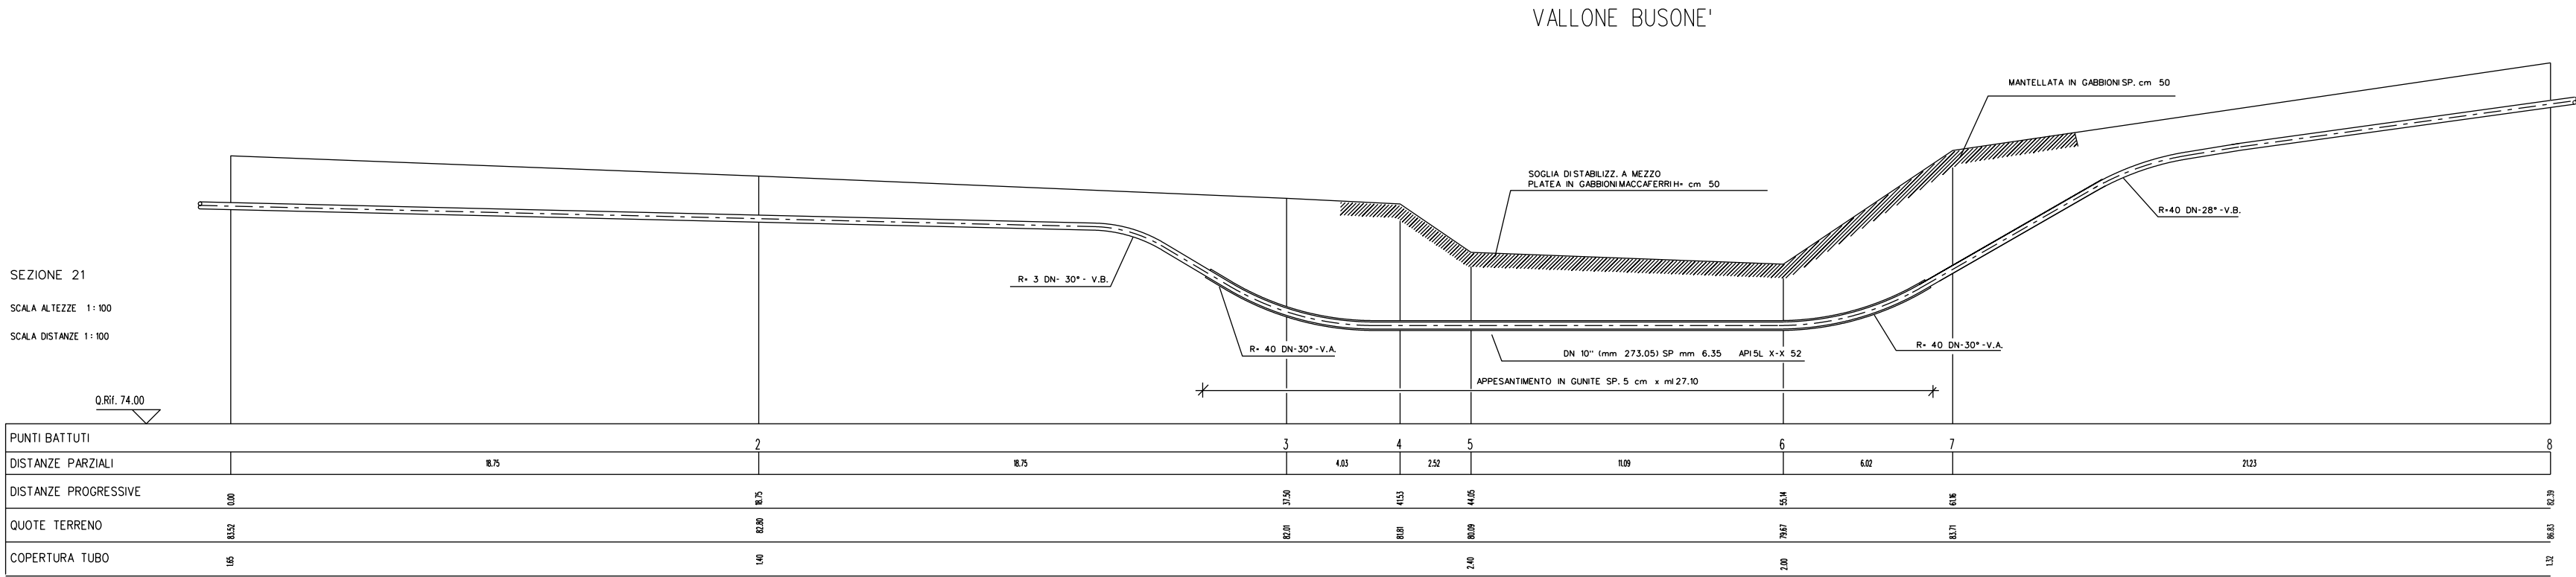 VALLONE BUSONE'
MANTELLATA IN GABBIONI SP. cm 50
SOGLIA DI STABILIZZ. A MEZZO
PLATEA IN GABBIONI MACCAFERRI H= cm 50
R=40 DN-28°-V.B.
SEZIONE 21
R= 3 DN- 30°- V.B.
SCALA ALTEZZE 1:100
SCALA DISTANZE 1:100
R= 40 DN-30°-V.A.
R= 40 DN-30°-V.A.
DN 10'' (mm 273.05) SP mm 6.35 API 5L X-X 52
APPESANTIMENTO IN GUNITE SP. 5 cm x ml 27.10
Q.Rif. 74.00
PUNTI BATTUTI 2 3 4 5 6 7 8
DISTANZE PARZIALI 18.75 18.75 4.03 2.52 11.09 6.02 21.23
DISTANZE PROGRESSIVE 0.00 18.75 37.50 41.53 44.05 55.14 61.16 82.39
QUOTE TERRENO 83.52 82.80 82.01 81.81 80.09 79.67 83.71 86.83
COPERTURA TUBO 1.65 1.40 2.40 2.00 1.32